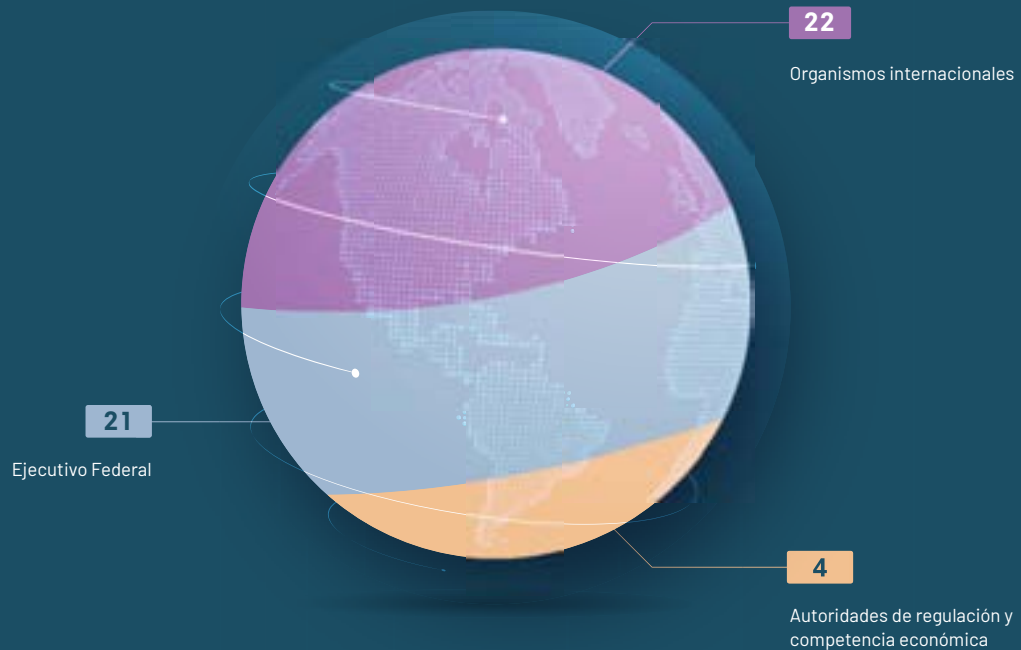 22
Organismos internacionales
21
Ejecutivo Federal
4
Autoridades de regulación y
competencia económica